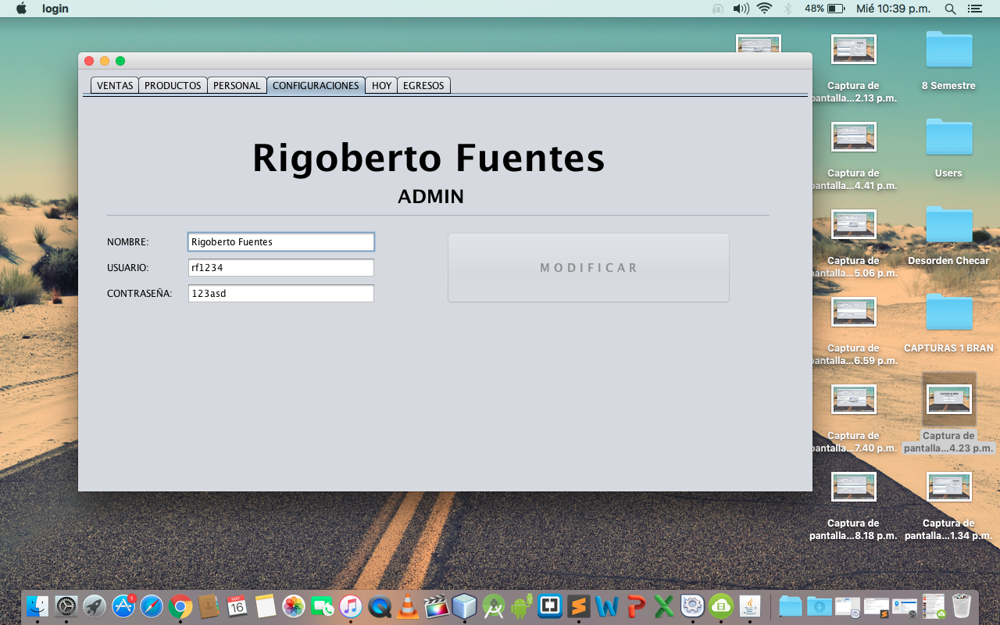 login
48%
Mié 10:39 p.m.
VENTAS PRODUCTOS PERSONAL CONFIGURACIONES HOY EGRESOS
Rigoberto Fuentes
ADMIN
NOMBRE: Rigoberto Fuentes
USUARIO: rf1234
CONTRASEÑA: 123asd
MODIFICAR
Captura de
pantalla...2.13 p.m.
8 Semestre
Captura de
pantalla...4.41 p.m.
Users
Captura de
pantalla...5.06 p.m.
Desorden Checar
Captura de
pantalla...6.59 p.m.
CAPTURAS 1 BRAN
Captura de
pantalla...7.40 p.m.
Captura de
pantalla...4.23 p.m.
Captura de
pantalla...8.18 p.m.
Captura de
pantalla...1.34 p.m.
1
MAY
16